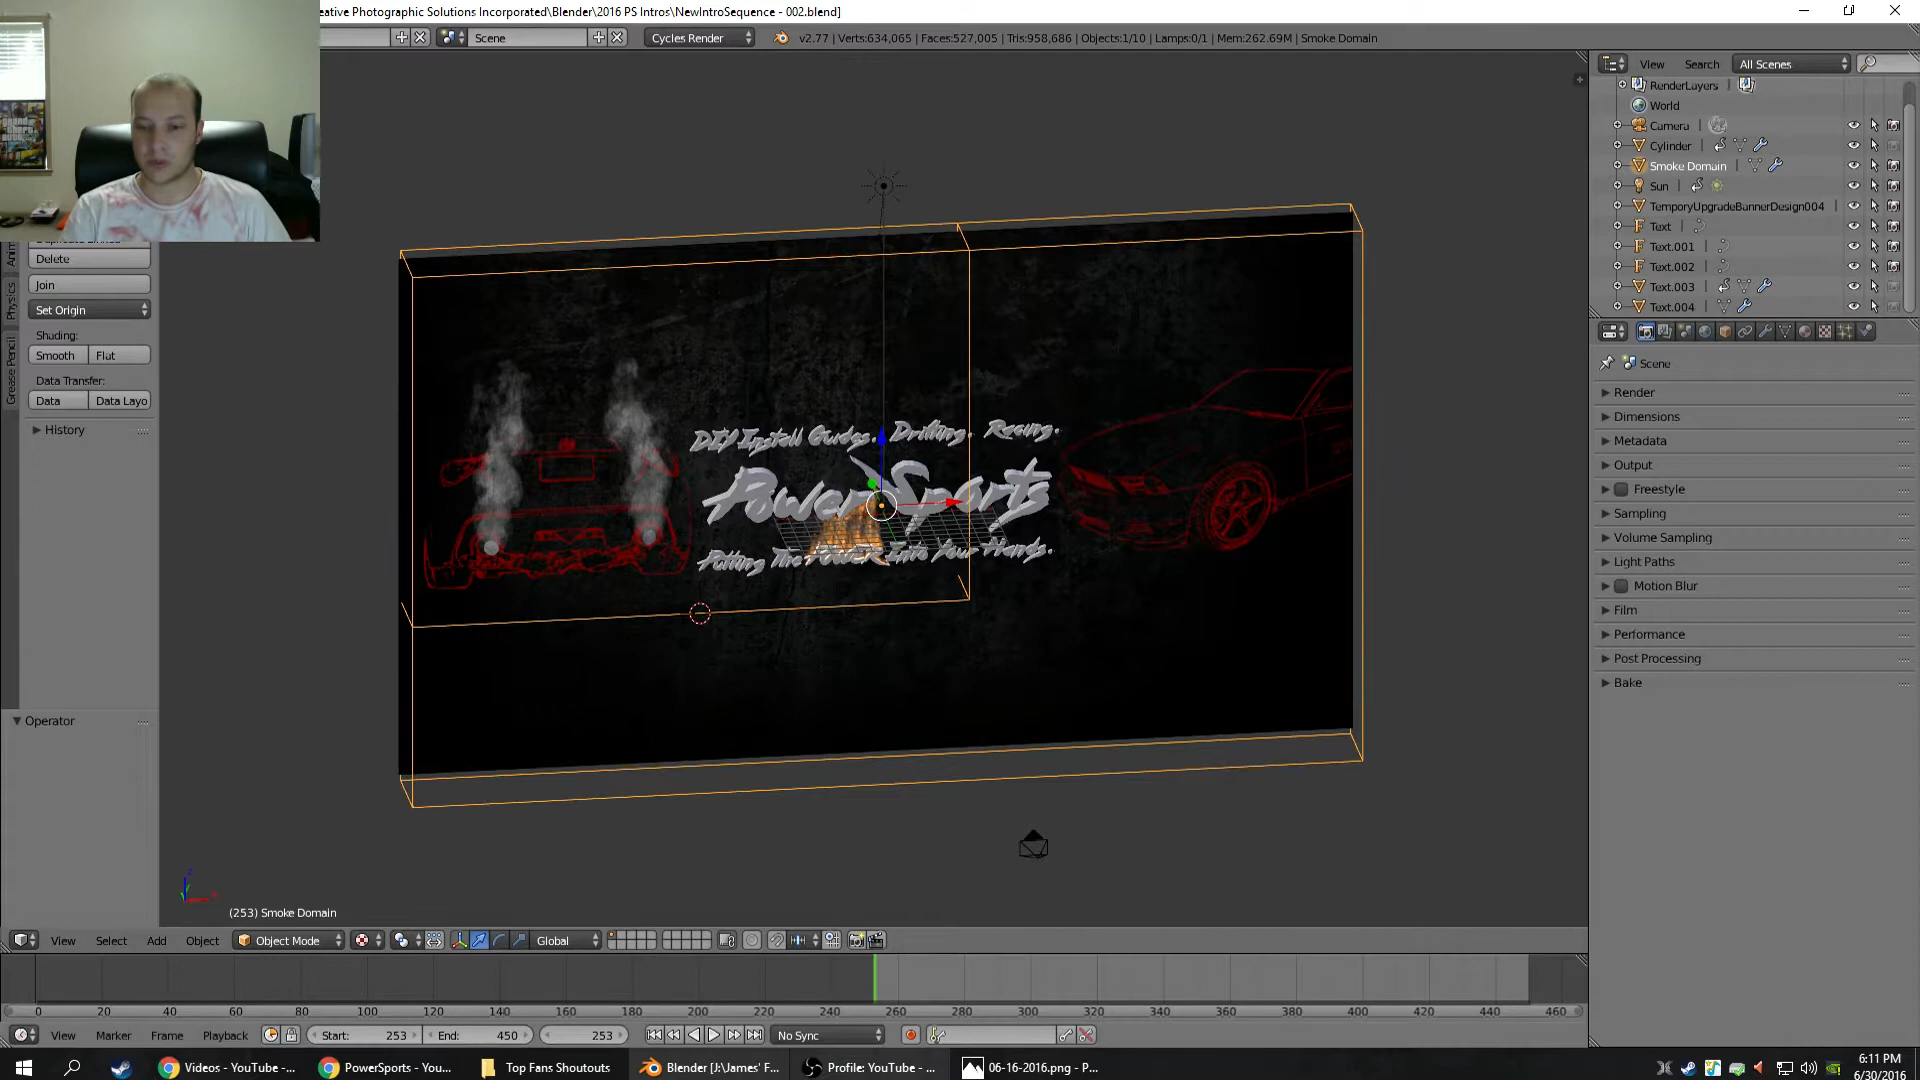 eative Photographic Solutions Incorporated\Blender\2016 PS Intros\NewIntroSequence - 002.blend]
Scene
Cycles Render
v2.77 | Verts:634,065 | Faces:527,005 | Tris:958,686 | Objects:1/10 | Lamps:0/1 | Mem:262.69M | Smoke Domain
View Search All Scenes
RenderLayers
World
Camera
Cylinder
Smoke Domain
Sun
TemporyUpgradeBannerDesign004
Text
Text.001
Text.002
Text.003
Text.004
Delete
Join
Set Origin
Shading:
Smooth Flat
Data Transfer:
Data Data Layo
History
Operator
Physics
Grease Pencil
DIY Install Guides. Drifting. Racing.
PowerSports
Putting The POWER Into Your Hands.
Scene
Render
Dimensions
Metadata
Output
Freestyle
Sampling
Volume Sampling
Light Paths
Motion Blur
Film
Performance
Post Processing
Bake
(253) Smoke Domain
View Select Add Object Object Mode Global
0 20 40 60 80 100 120 140 160 180 200 220 240 260 280 300 320 340 360 380 400 420 440 460
View Marker Frame Playback Start: 253 End: 450 253 No Sync
Videos - YouTube -... PowerSports - You... Top Fans Shoutouts Blender [J:\James' F... Profile: YouTube - ... 06-16-2016.png - P...
6:11 PM
6/30/2016